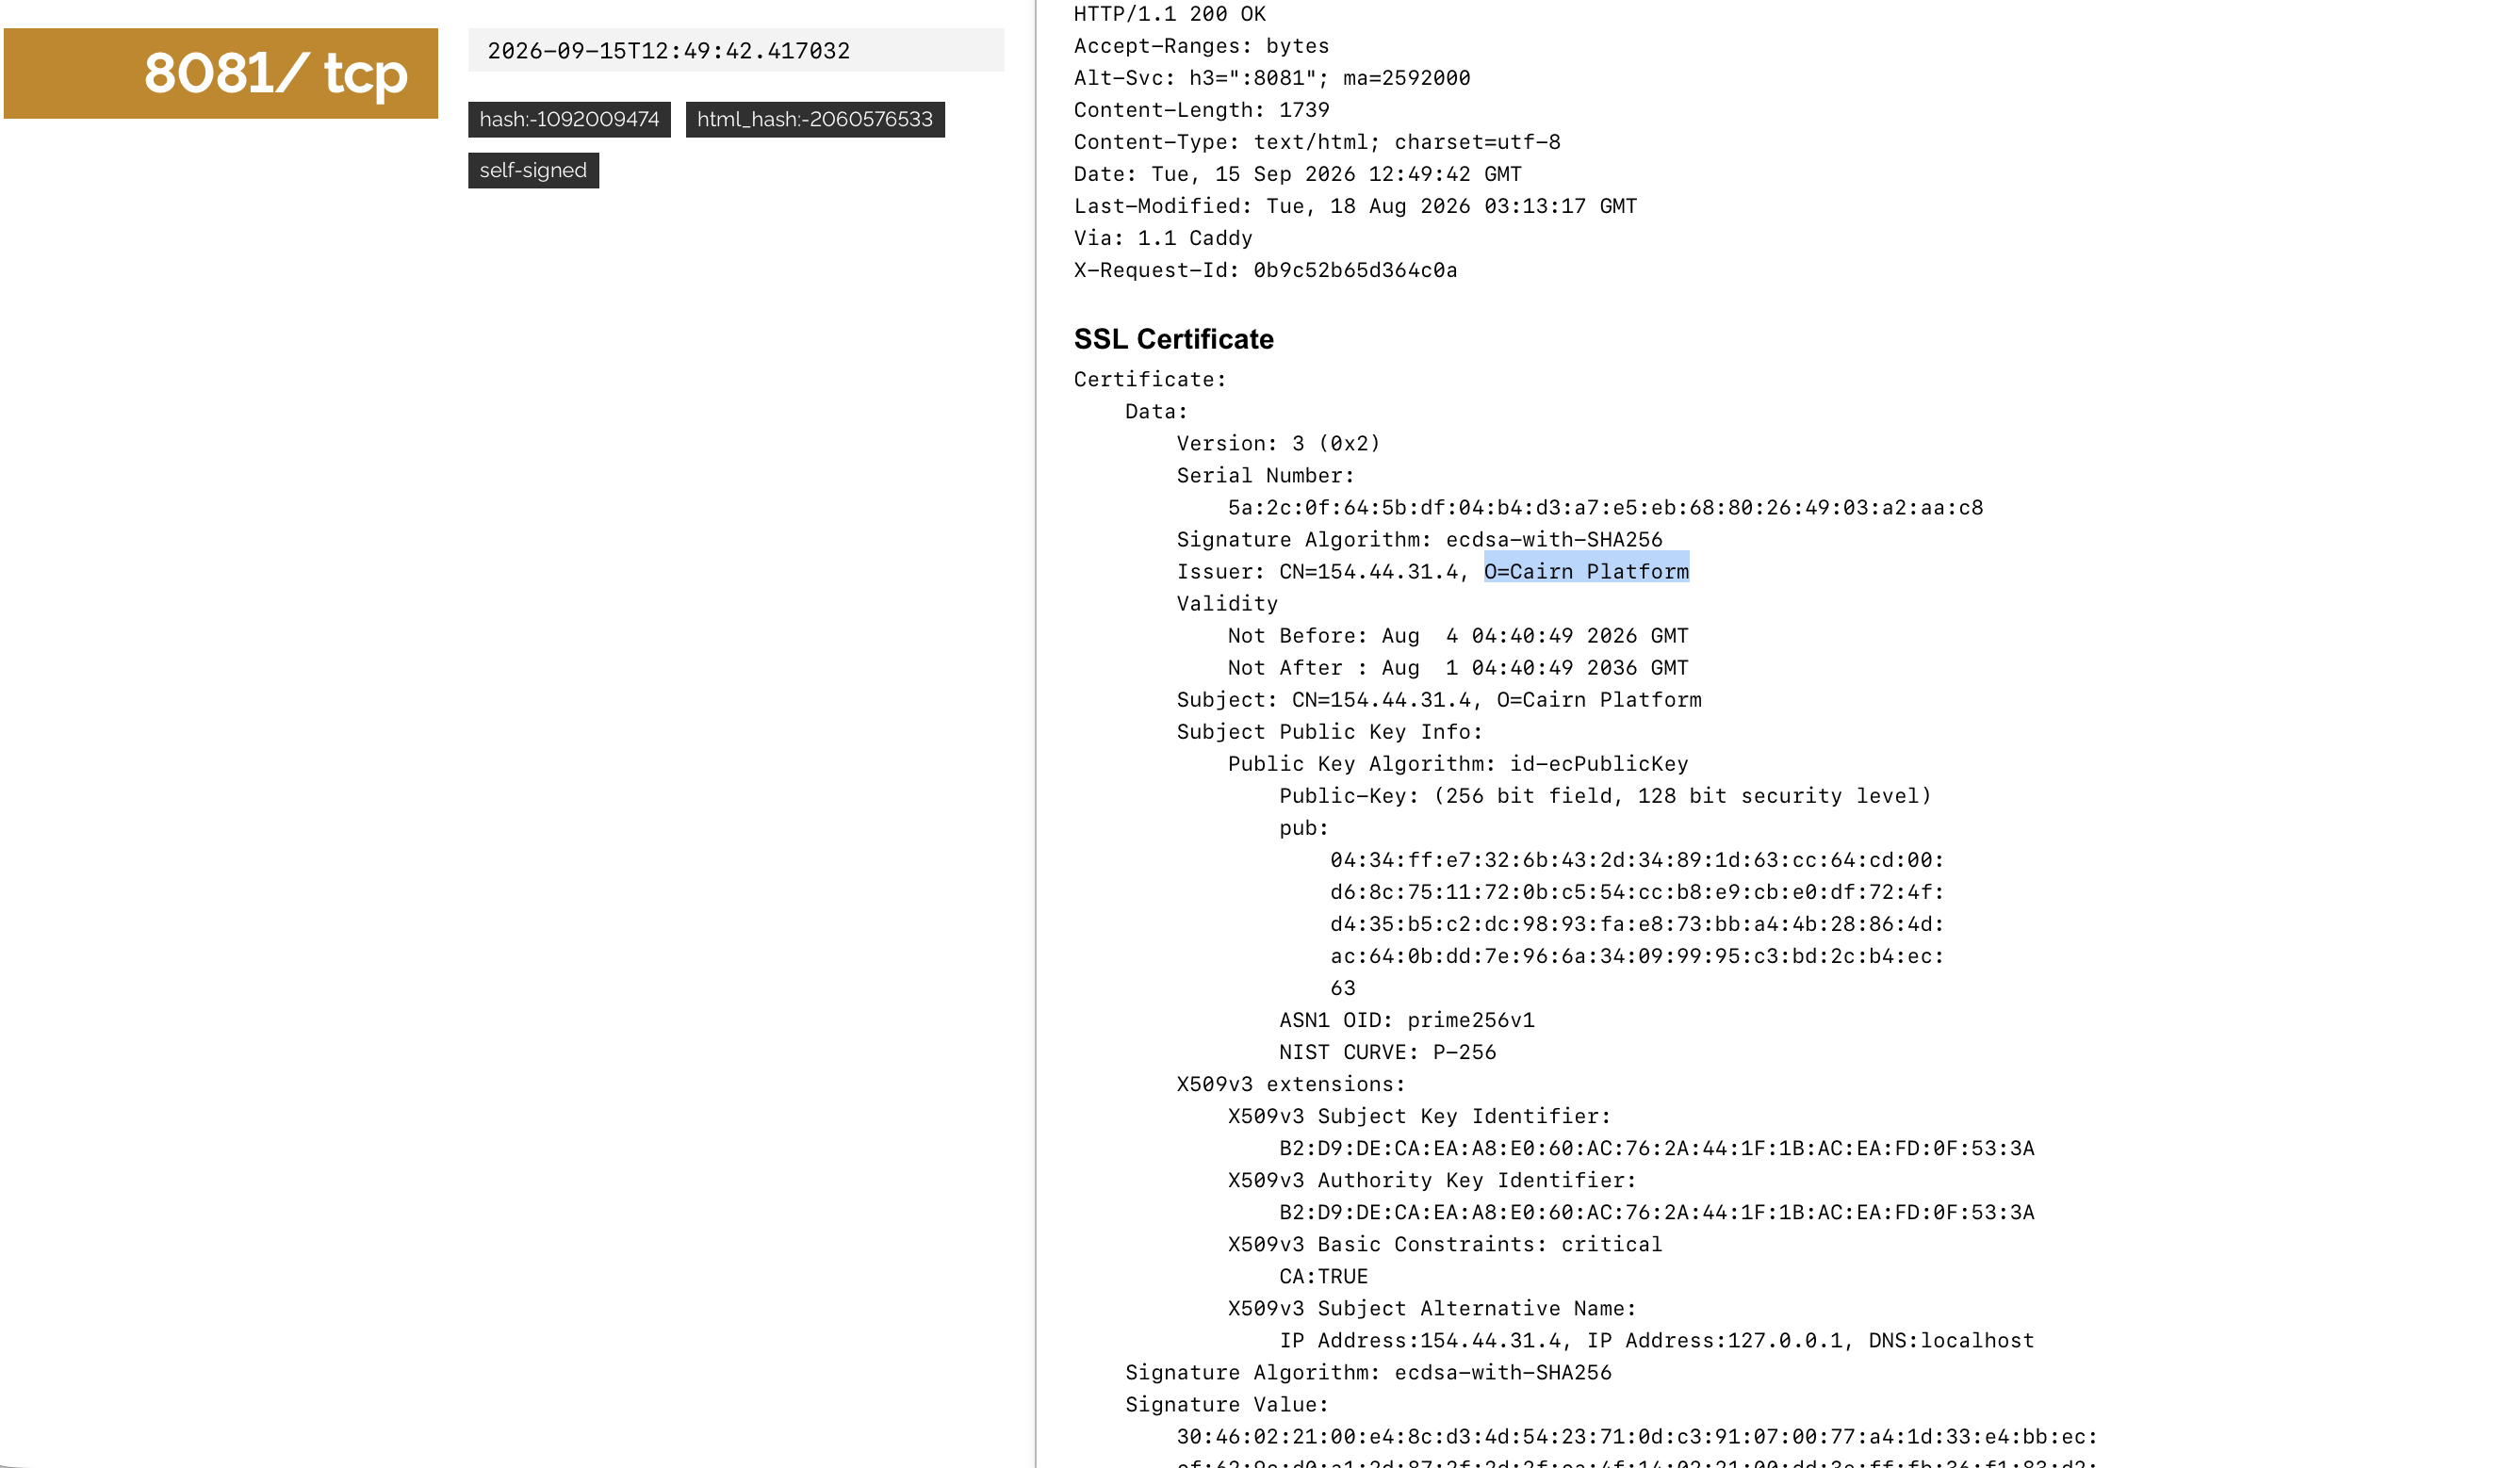 8081/ tcp
2026-09-15T12:49:42.417032
hash:-1092009474
html_hash:-2060576533
self-signed
HTTP/1.1 200 OK
Accept-Ranges: bytes
Alt-Svc: h3=":8081"; ma=2592000
Content-Length: 1739
Content-Type: text/html; charset=utf-8
Date: Tue, 15 Sep 2026 12:49:42 GMT
Last-Modified: Tue, 18 Aug 2026 03:13:17 GMT
Via: 1.1 Caddy
X-Request-Id: 0b9c52b65d364c0a
SSL Certificate
Certificate:
Data:
Version: 3 (0x2)
Serial Number:
5a:2c:0f:64:5b:df:04:b4:d3:a7:e5:eb:68:80:26:49:03:a2:aa:c8
Signature Algorithm: ecdsa-with-SHA256
Issuer: CN=154.44.31.4, O=Cairn Platform
Validity
Not Before: Aug  4 04:40:49 2026 GMT
Not After : Aug  1 04:40:49 2036 GMT
Subject: CN=154.44.31.4, O=Cairn Platform
Subject Public Key Info:
Public Key Algorithm: id-ecPublicKey
Public-Key: (256 bit field, 128 bit security level)
pub:
04:34:ff:e7:32:6b:43:2d:34:89:1d:63:cc:64:cd:00:
d6:8c:75:11:72:0b:c5:54:cc:b8:e9:cb:e0:df:72:4f:
d4:35:b5:c2:dc:98:93:fa:e8:73:bb:a4:4b:28:86:4d:
ac:64:0b:dd:7e:96:6a:34:09:99:95:c3:bd:2c:b4:ec:
63
ASN1 OID: prime256v1
NIST CURVE: P-256
X509v3 extensions:
X509v3 Subject Key Identifier:
B2:D9:DE:CA:EA:A8:E0:60:AC:76:2A:44:1F:1B:AC:EA:FD:0F:53:3A
X509v3 Authority Key Identifier:
B2:D9:DE:CA:EA:A8:E0:60:AC:76:2A:44:1F:1B:AC:EA:FD:0F:53:3A
X509v3 Basic Constraints: critical
CA:TRUE
X509v3 Subject Alternative Name:
IP Address:154.44.31.4, IP Address:127.0.0.1, DNS:localhost
Signature Algorithm: ecdsa-with-SHA256
Signature Value:
30:46:02:21:00:e4:8c:d3:4d:54:23:71:0d:c3:91:07:00:77:a4:1d:33:e4:bb:ec: